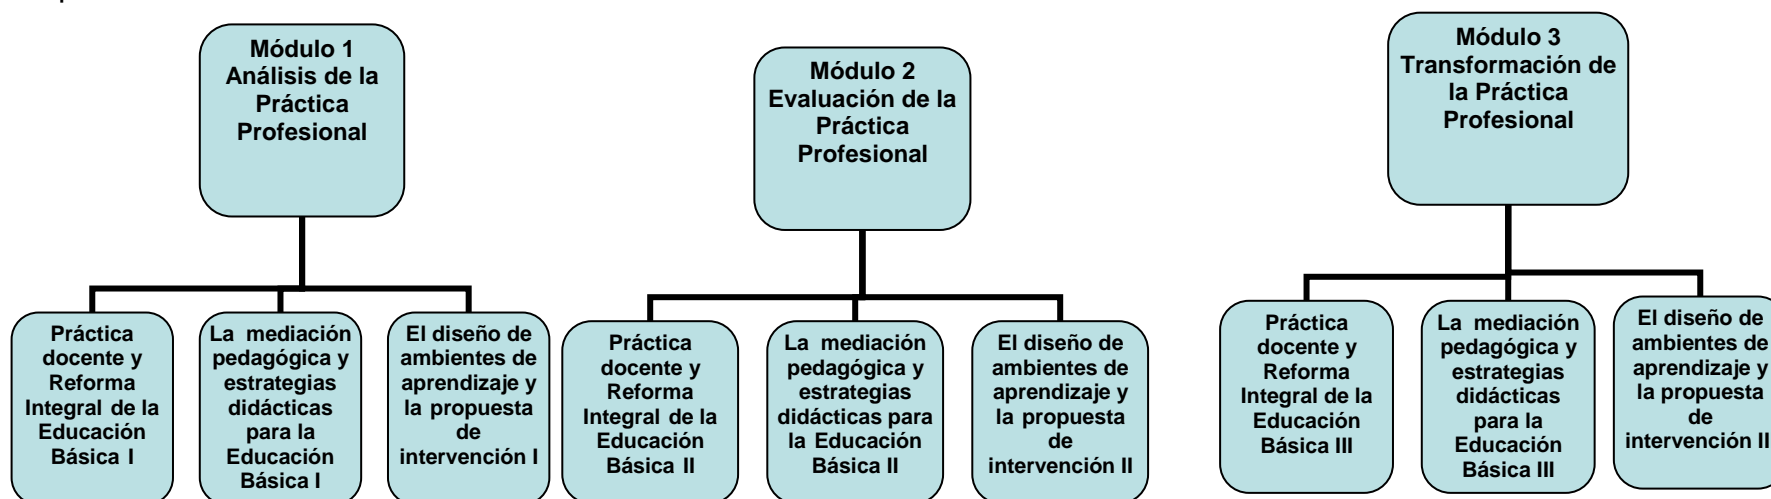 Módulo 1
Análisis de la
Práctica
Profesional
Práctica
docente y
Reforma
Integral de la
Educación
Básica I
La mediación
pedagógica y
estrategias
didácticas
para la
Educación
Básica I
El diseño de
ambientes de
aprendizaje y
la propuesta
de
intervención I
Módulo 2
Evaluación de la
Práctica
Profesional
Práctica
docente y
Reforma
Integral de la
Educación
Básica II
La mediación
pedagógica y
estrategias
didácticas para
la Educación
Básica II
El diseño de
ambientes de
aprendizaje y
la propuesta
de
intervención II
Módulo 3
Transformación de
la Práctica
Profesional
Práctica
docente y
Reforma
Integral de la
Educación
Básica III
La mediación
pedagógica y
estrategias
didácticas
para la
Educación
Básica III
El diseño de
ambientes de
aprendizaje y
la propuesta
de
intervención II